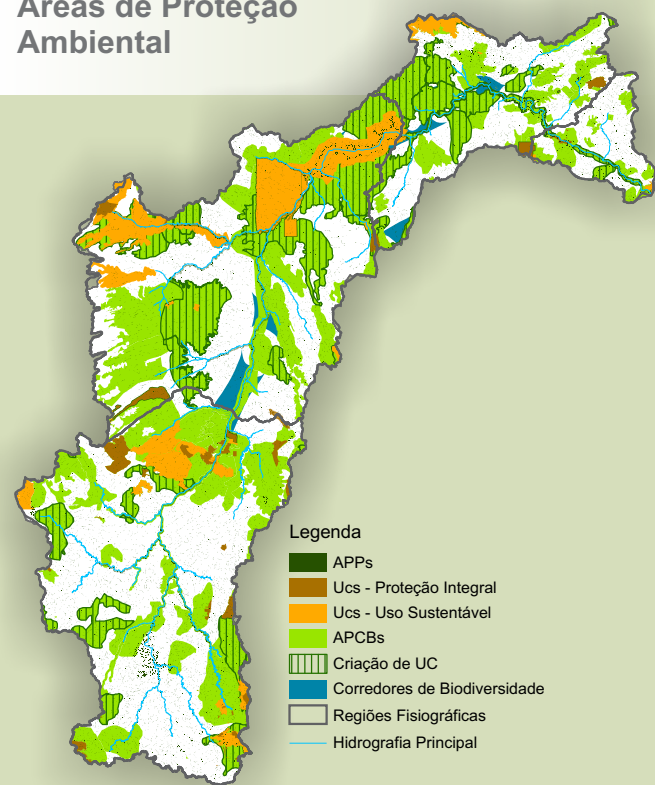 Áreas de Proteção
Ambiental
Legenda
APPs
Ucs - Proteção Integral
Ucs - Uso Sustentável
APCBs
Criação de UC
Corredores de Biodiversidade
Regiões Fisiográficas
Hidrografia Principal